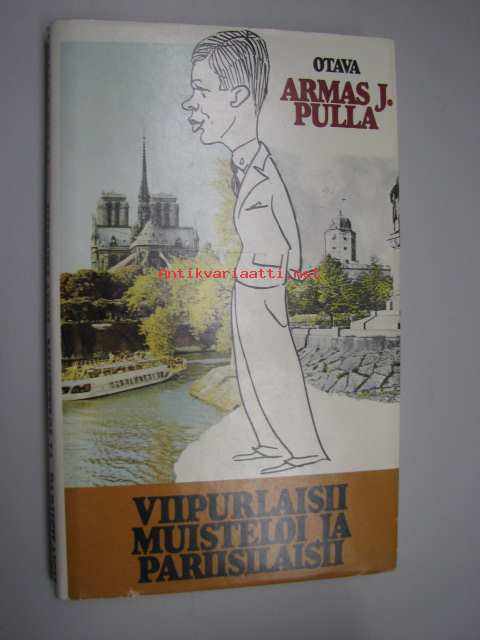 OTAVA
ARMAS J.
PULLA
Antikvariaatti.net
VIIPURLAISII
MUISTELOI JA
PARIISILAISII